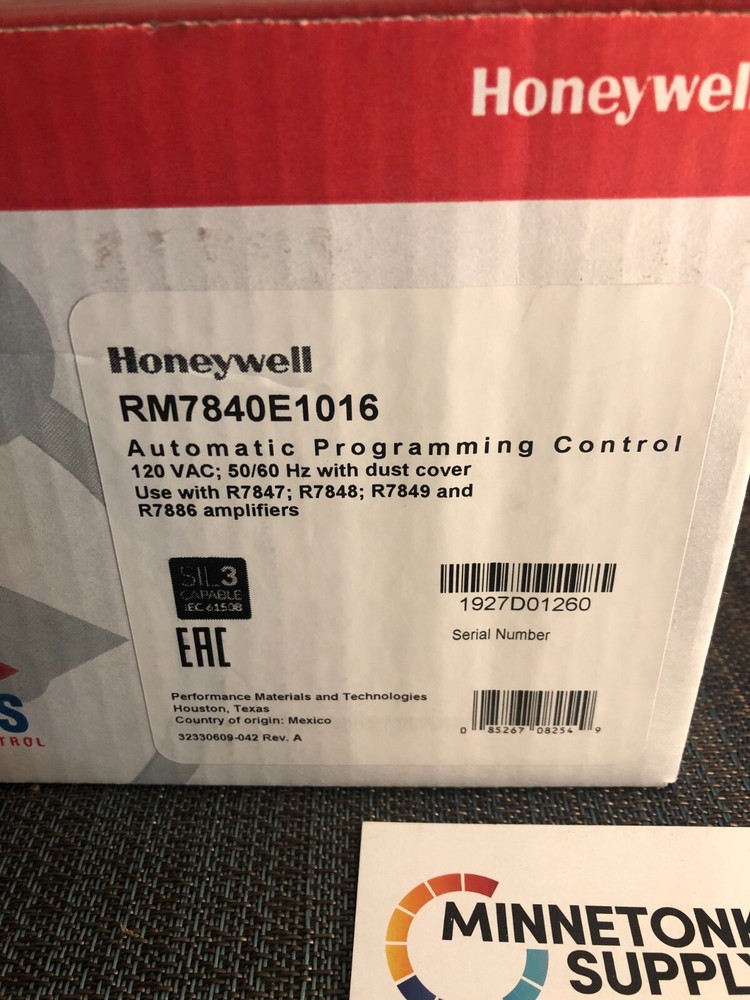 Honeywel
Honeywell
RM7840E1016
Automatic Programming Control
120 VAC; 50/60 Hz with dust cover
Use with R7847; R7848; R7849 and
R7886 amplifiers
SIL3
CAPABLE
IEC 61508
EAC
1927D01260
Serial Number
Performance Materials and Technologies
Houston, Texas
Country of origin: Mexico
32330609-042 Rev. A
0 85267 08254 9
S
TROL
MINNETONK
SUPPLY